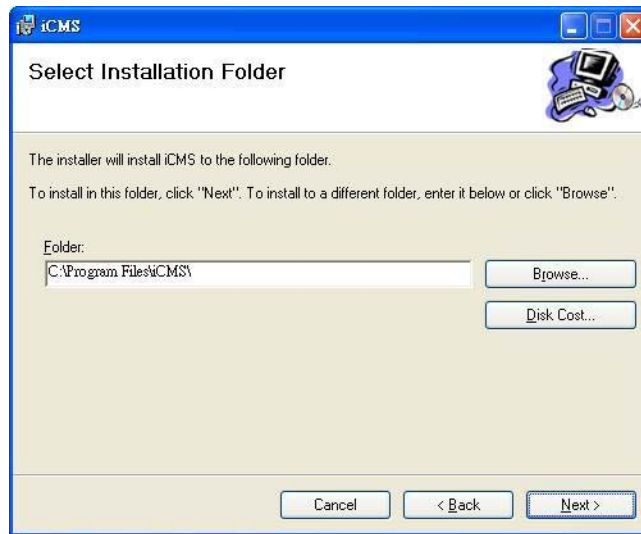 iCMS
Select Installation Folder
The installer will install iCMS to the following folder.
To install in this folder, click "Next". To install to a different folder, enter it below or click "Browse".
Folder:
C:\Program Files\iCMS\
Browse...
Disk Cost...
Cancel
< Back
Next >